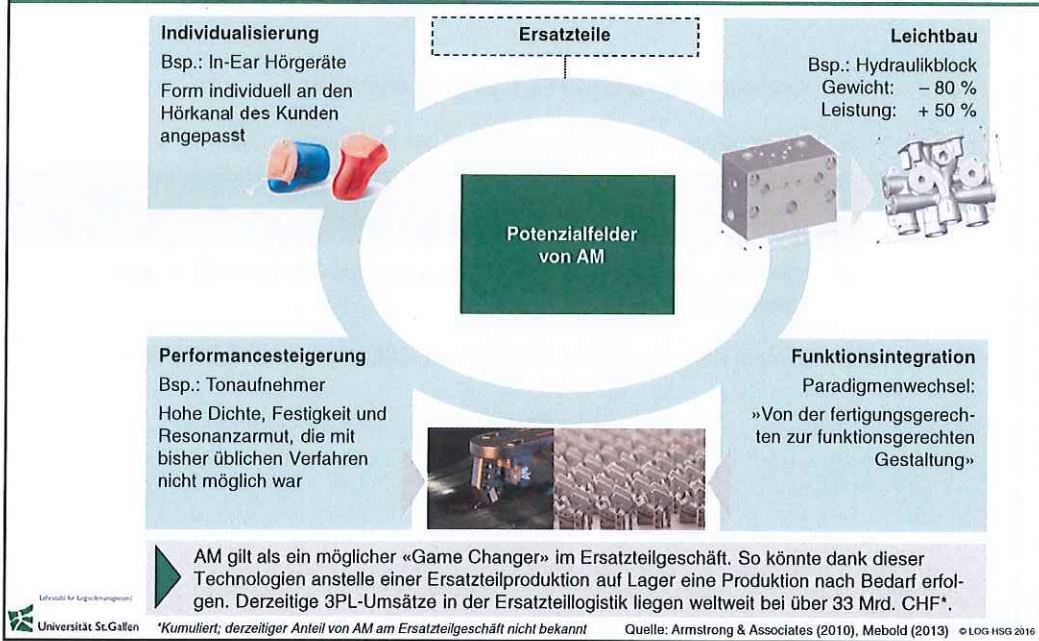 Individualisierung
Bsp.: In-Ear Hörgeräte
Form individuell an den
Hörkanal des Kunden
angepasst
Ersatzteile
Leichtbau
Bsp.: Hydraulikblock
Gewicht: – 80 %
Leistung: + 50 %
Potenzialfelder
von AM
Performancesteigerung
Bsp.: Tonaufnehmer
Hohe Dichte, Festigkeit und
Resonanzarmut, die mit
bisher üblichen Verfahren
nicht möglich war
Funktionsintegration
Paradigmenwechsel:
»Von der fertigungsgerech-
ten zur funktionsgerechten
Gestaltung»
AM gilt als ein möglicher «Game Changer» im Ersatzteilgeschäft. So könnte dank dieser
Technologien anstelle einer Ersatzteilproduktion auf Lager eine Produktion nach Bedarf erfol-
gen. Derzeitige 3PL-Umsätze in der Ersatzteillogistik liegen weltweit bei über 33 Mrd. CHF*.
Lehrstuhl für Logistikmanagement
Universität St.Gallen
*Kumuliert; derzeitiger Anteil von AM am Ersatzteilgeschäft nicht bekannt
Quelle: Armstrong & Associates (2010), Mebold (2013)
© LOG-HSG 2016